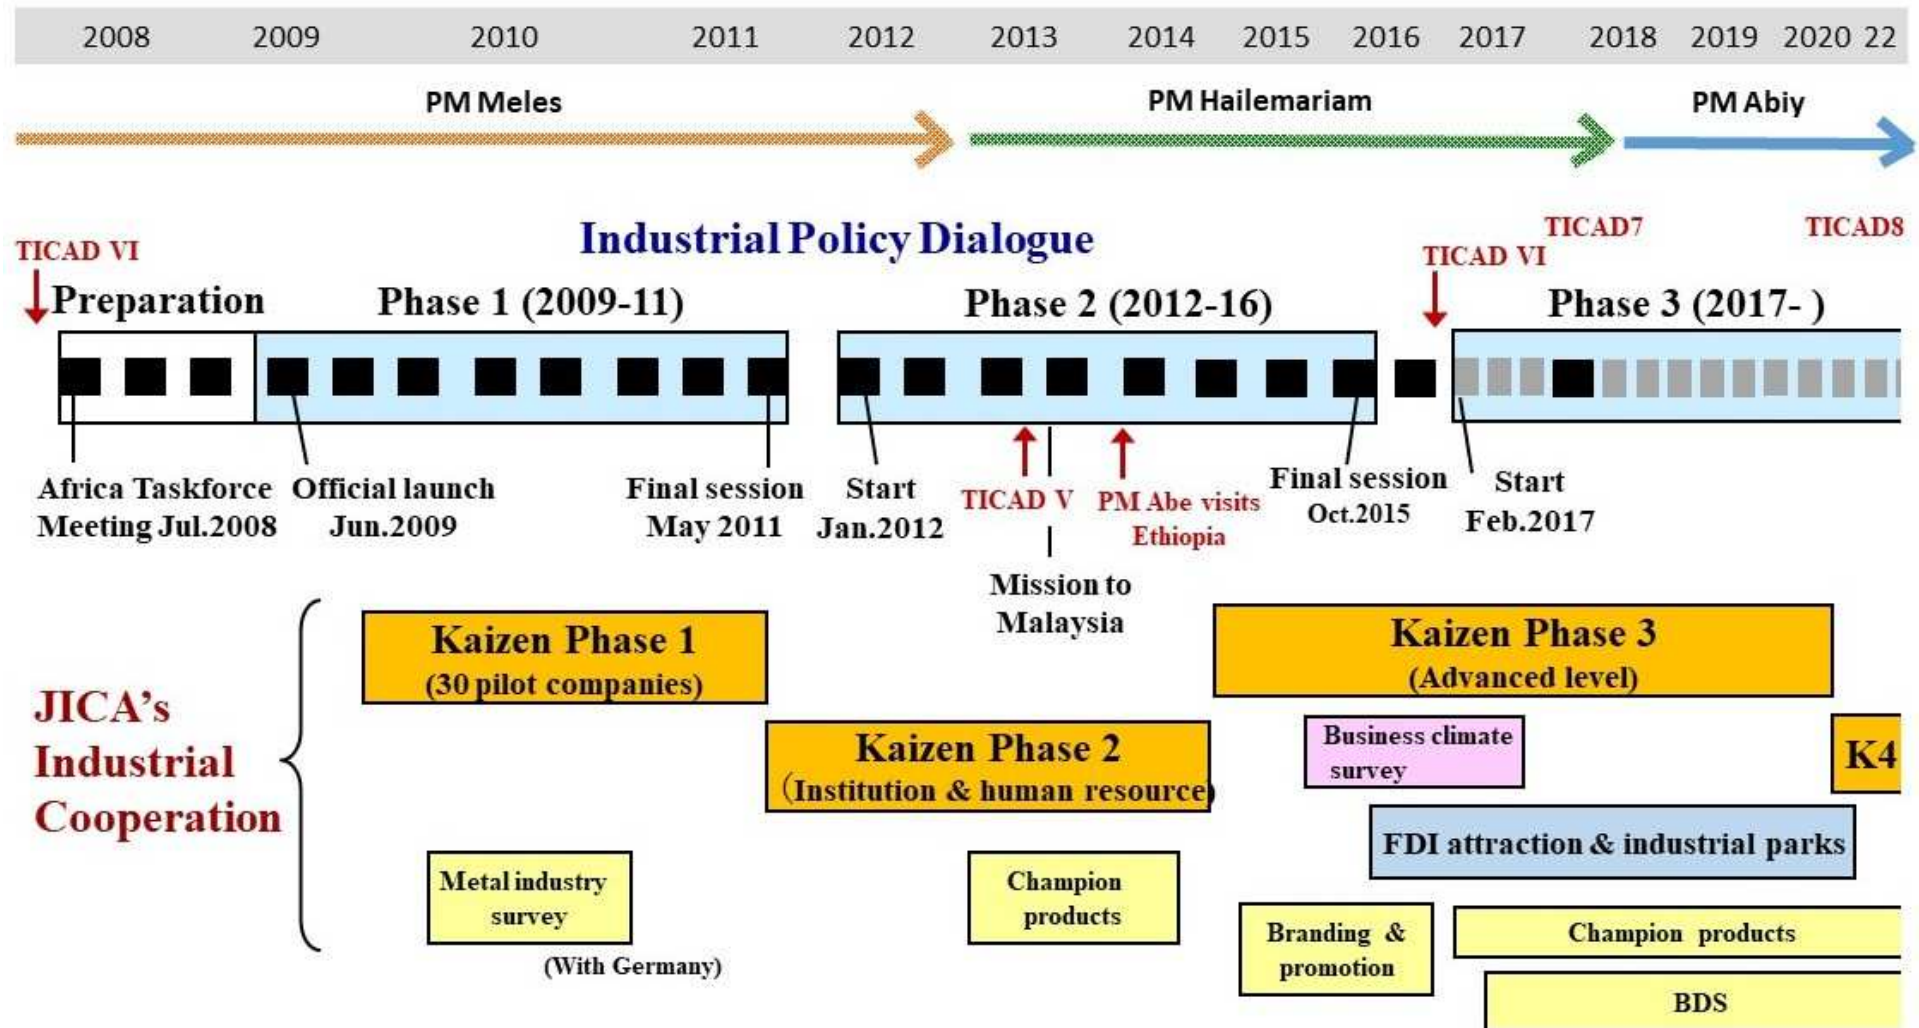 2008 2009 2010 2011 2012 2013 2014 2015 2016 2017 2018 2019 2020 22
PM Meles
PM Hailemariam
PM Abiy
Industrial Policy Dialogue
TICAD VI
TICAD VI
TICAD7
TICAD8
Preparation
Phase 1 (2009-11)
Phase 2 (2012-16)
Phase 3 (2017- )
Africa Taskforce
Meeting Jul.2008
Official launch
Jun.2009
Final session
May 2011
Start
Jan.2012
TICAD V
PM Abe visits
Ethiopia
Final session
Oct.2015
Start
Feb.2017
Mission to
Malaysia
JICA’s
Industrial
Cooperation
Kaizen Phase 1
(30 pilot companies)
Kaizen Phase 2
(Institution & human resource)
Kaizen Phase 3
(Advanced level)
Business climate
survey
K4
FDI attraction & industrial parks
Metal industry
survey
(With Germany)
Champion
products
Branding &
promotion
Champion products
BDS